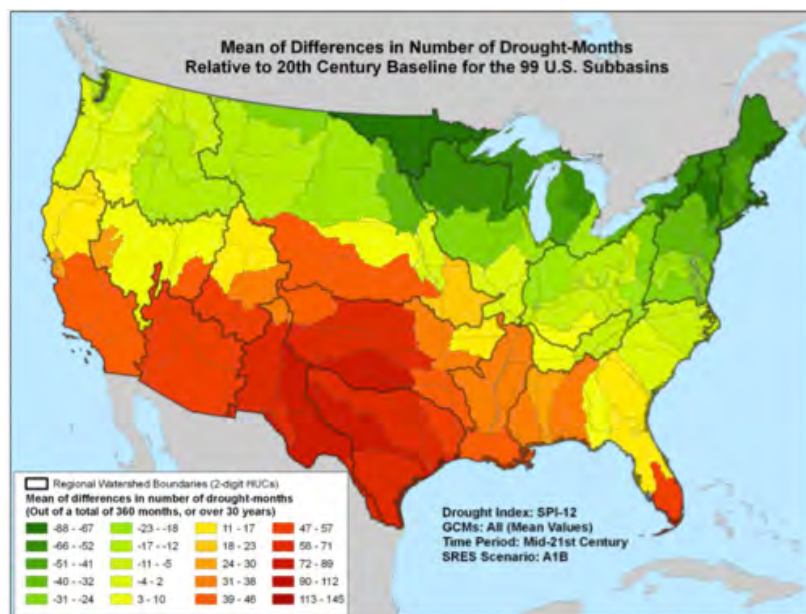 Mean of Differences in Number of Drought-Months
Relative to 20th Century Baseline for the 99 U.S. Subbasins
Regional Watershed Boundaries (2-digit HUCs)
Mean of differences in number of drought-months
(Out of a total of 360 months, or over 30 years)
-88 - -67 -23 - -18 11 - 17 47 - 57
-66 - -52 -17 - -12 18 - 23 58 - 71
-51 - -41 -11 - -5 24 - 30 72 - 89
-40 - -32 -4 - 2 31 - 38 90 - 112
-31 - -24 3 - 10 39 - 46 113 - 145
Drought Index: SPI-12
GCMs: All (Mean Values)
Time Period: Mid-21st Century
SRES Scenario: A1B